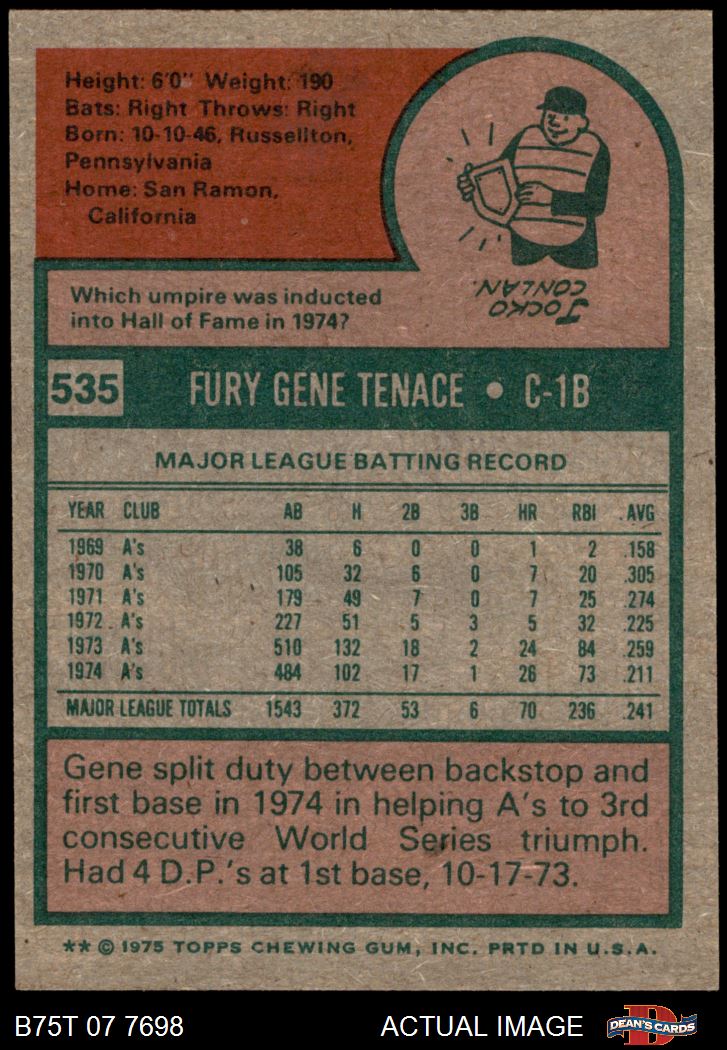 Height: 6'0" Weight: 190
Bats: Right Throws: Right
Born: 10-10-46, Russellton,
Pennsylvania
Home: San Ramon,
California
JOCKO
CONLAN.
Which umpire was inducted
into Hall of Fame in 1974?
535 FURY GENE TENACE • C-1B
MAJOR LEAGUE BATTING RECORD
YEAR CLUB AB H 2B 3B HR RBI .AVG
1969 A's 38 6 0 0 1 2 .158
1970 A's 105 32 6 0 7 20 .305
1971 A's 179 49 7 0 7 25 .274
1972 A's 227 51 5 3 5 32 .225
1973 A's 510 132 18 2 24 84 .259
1974 A's 484 102 17 1 26 73 .211
MAJOR LEAGUE TOTALS 1543 372 53 6 70 236 .241
Gene split duty between backstop and
first base in 1974 in helping A's to 3rd
consecutive World Series triumph.
Had 4 D.P.'s at 1st base, 10-17-73.
** © 1975 TOPPS CHEWING GUM, INC. PRTD IN U.S.A.
B75T 07 7698 ACTUAL IMAGE
D
DEAN'S CARDS